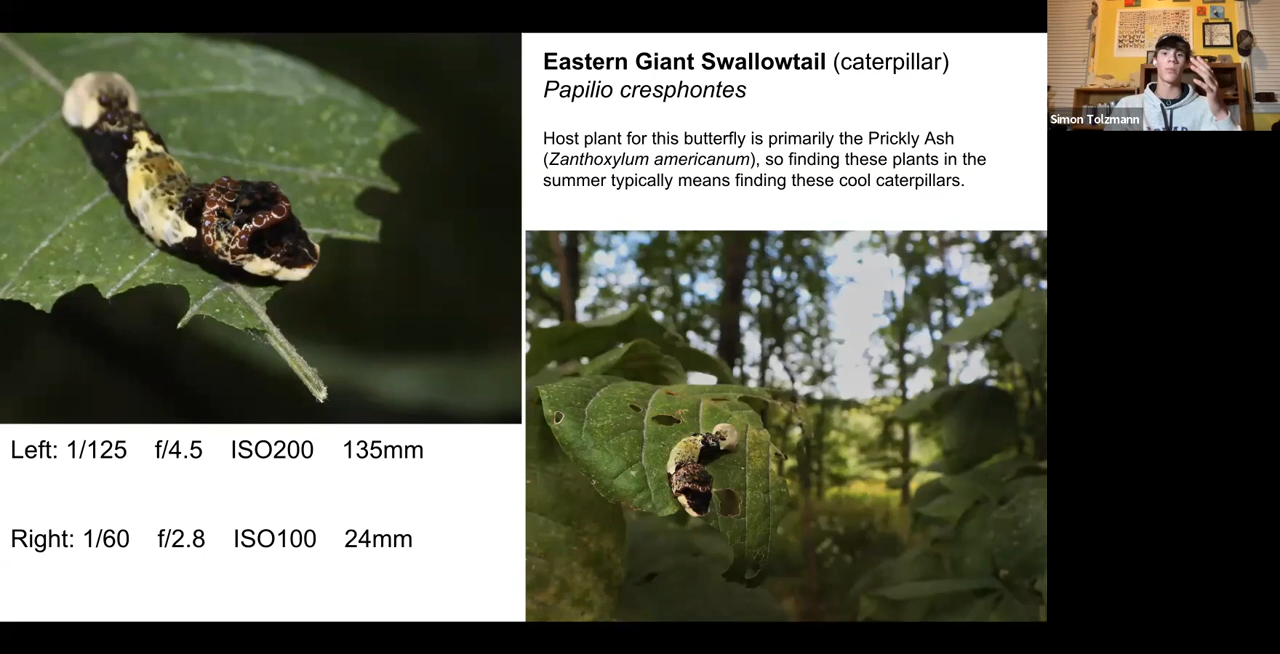 Eastern Giant Swallowtail (caterpillar)
Papilio cresphontes
Host plant for this butterfly is primarily the Prickly Ash
(Zanthoxylum americanum), so finding these plants in the
summer typically means finding these cool caterpillars.
Left: 1/125 f/4.5 ISO200 135mm
Right: 1/60 f/2.8 ISO100 24mm
Simon Tolzmann